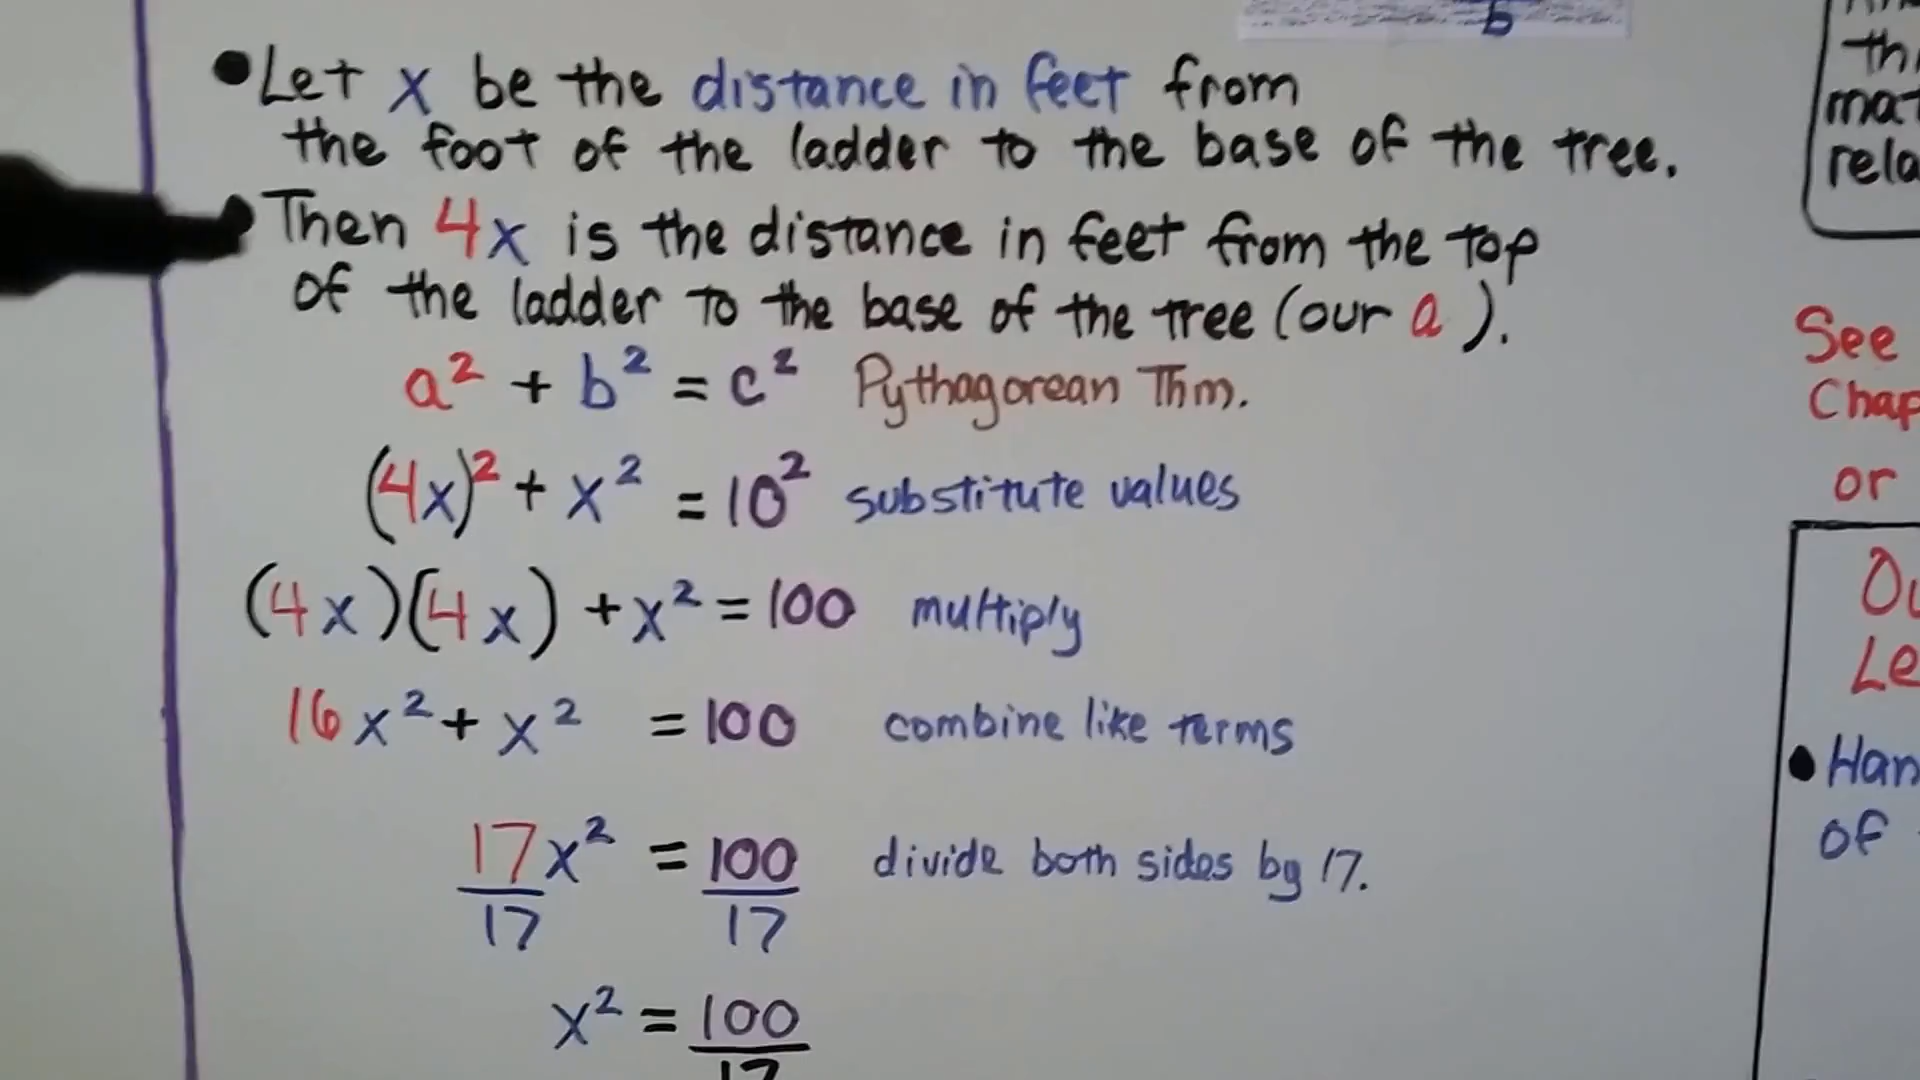 b
• Let x be the distance in feet from
the foot of the ladder to the base of the tree.
• Then 4x is the distance in feet from the top
of the ladder to the base of the tree (our a).
a² + b² = c² Pythagorean Thm.
(4x)² + x² = 10² substitute values
(4x)(4x) + x² = 100 multiply
16x² + x² = 100 combine like terms
17x² = 100 divide both sides by 17.
17 17
x² = 100
17
See
or
• 
of